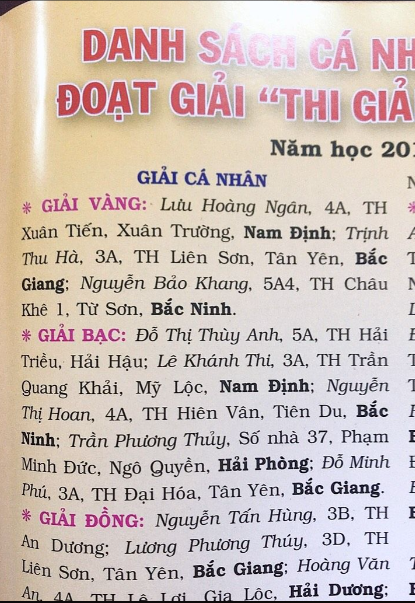 DANH SÁCH CÁ NH
ĐOẠT GIẢI “THI GIẢ
Năm học 201
GIẢI CÁ NHÂN
* GIẢI VÀNG: Lưu Hoàng Ngân, 4A, TH
Xuân Tiến, Xuân Trường, Nam Định; Trịnh
Thu Hà, 3A, TH Liên Sơn, Tân Yên, Bắc
Giang; Nguyễn Bảo Khang, 5A4, TH Châu
Khê 1, Từ Sơn, Bắc Ninh.
* GIẢI BẠC: Đỗ Thị Thùy Anh, 5A, TH Hải
Triều, Hải Hậu; Lê Khánh Thi, 3A, TH Trần
Quang Khải, Mỹ Lộc, Nam Định; Nguyễn
Thị Hoan, 4A, TH Hiên Vân, Tiên Du, Bắc
Ninh; Trần Phương Thủy, Số nhà 37, Phạm
Minh Đức, Ngô Quyền, Hải Phòng; Đỗ Minh
Phú, 3A, TH Đại Hóa, Tân Yên, Bắc Giang.
* GIẢI ĐỒNG: Nguyễn Tấn Hùng, 3B, TH
An Dương; Lương Phương Thúy, 3D, TH
Liên Sơn, Tân Yên, Bắc Giang; Hoàng Văn
An, 4A, TH Lê Lợi, Gia Lộc, Hải Dương;